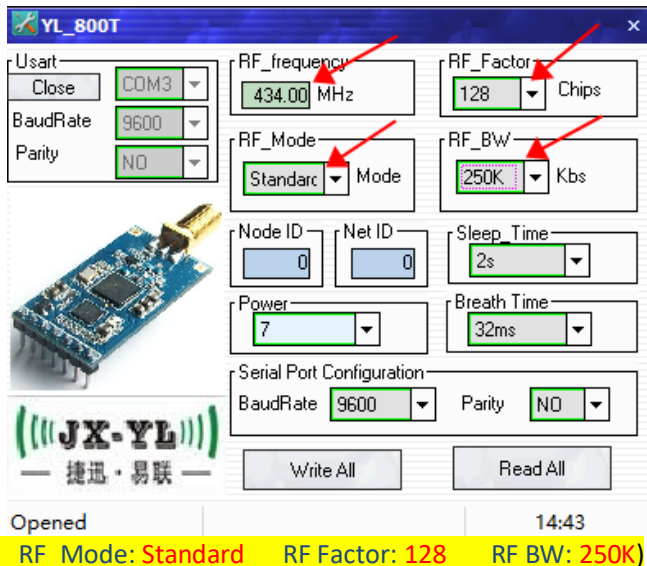 YL_800T
Usart
Close COM3
BaudRate 9600
Parity NO
RF_frequency
434.00 MHz
RF_Factor
128 Chips
RF_Mode
Standarc Mode
RF_BW
250K Kbs
Node ID
0
Net ID
0
Sleep_Time
2s
Power
7
Breath Time
32ms
Serial Port Configuration
BaudRate 9600 Parity NO
Write All
Read All
(((JX-YL)))
— 捷迅·易联 —
Opened 14:43
RF Mode: Standard RF Factor: 128 RF BW: 250K)